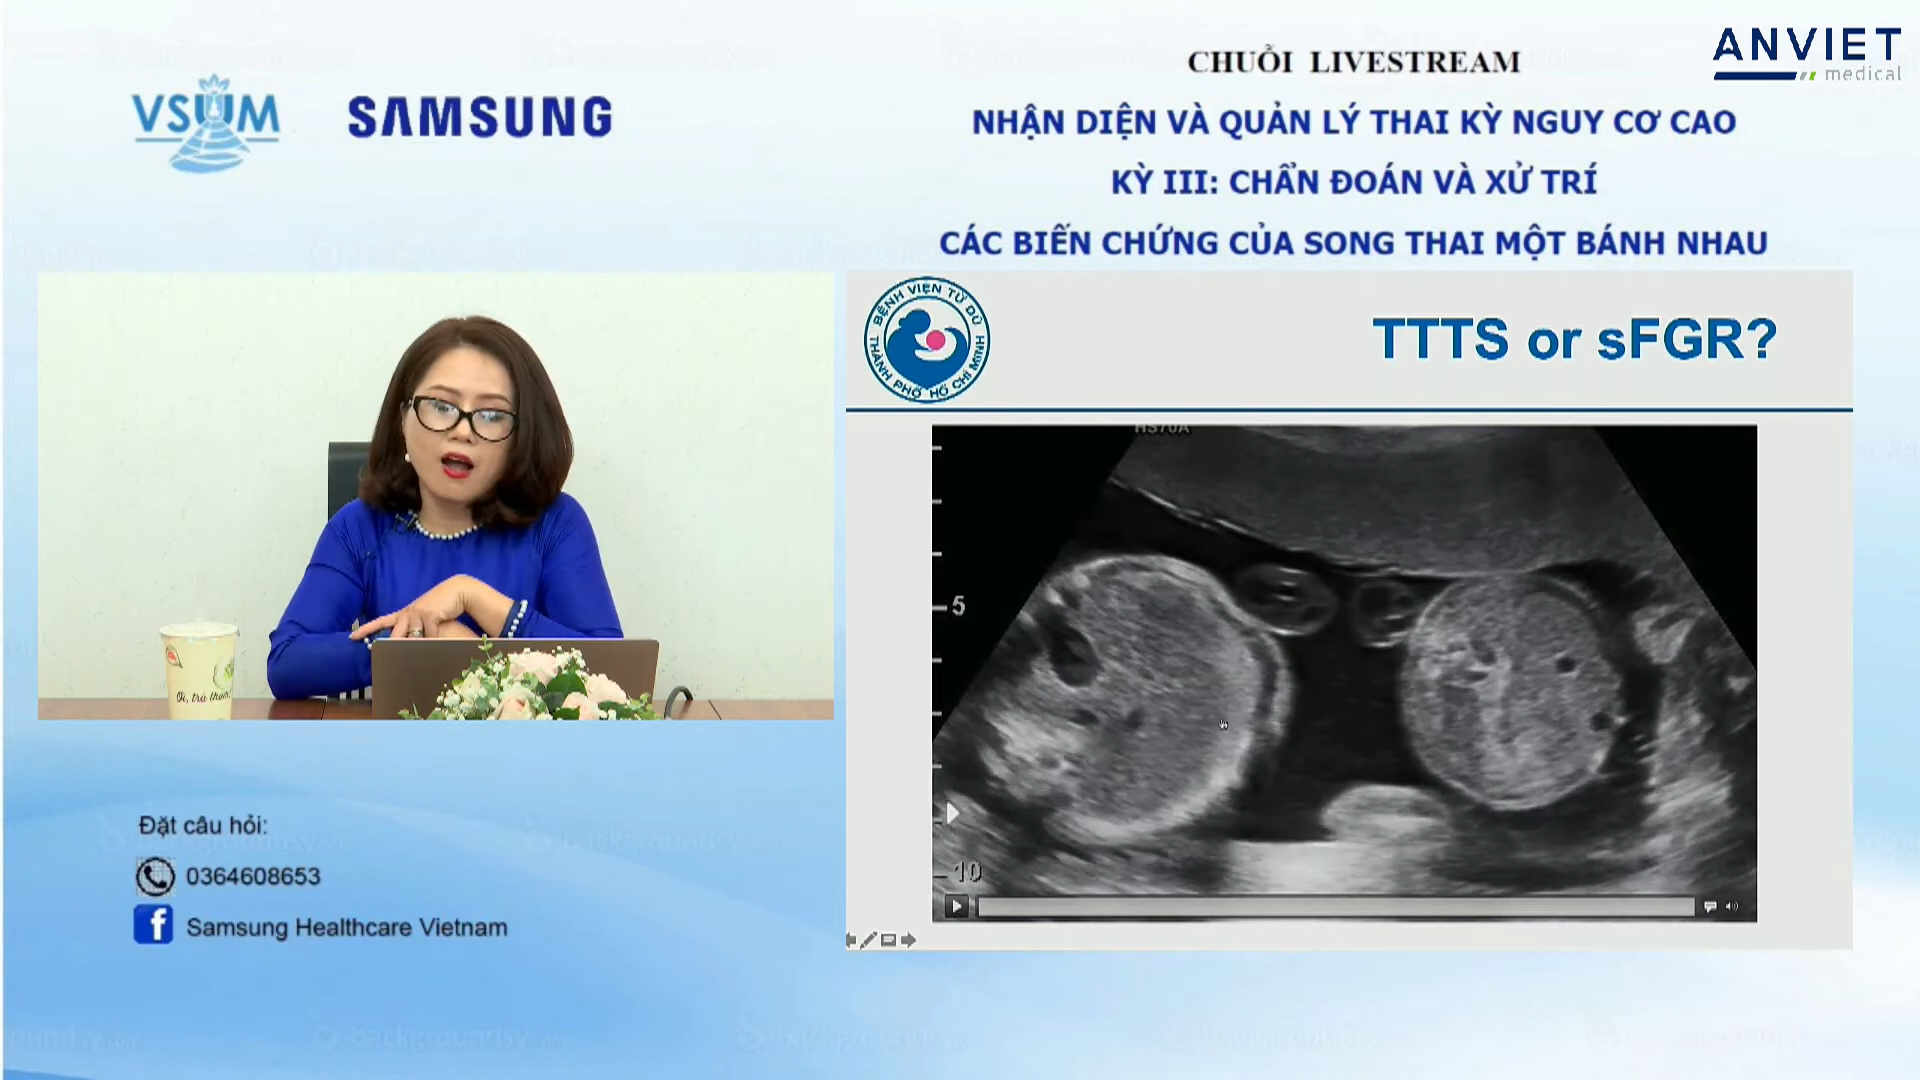 ANVIET
medical
CHUỖI LIVESTREAM
VSUM
SAMSUNG
NHẬN DIỆN VÀ QUẢN LÝ THAI KỲ NGUY CƠ CAO
KỲ III: CHẨN ĐOÁN VÀ XỬ TRÍ
CÁC BIẾN CHỨNG CỦA SONG THAI MỘT BÁNH NHAU
BỆNH VIỆN TỪ DŨ
THÀNH PHỐ HỒ CHÍ MINH
TTTS or sFGR?
HS70A
5
10
Đặt câu hỏi:
0364608653
Samsung Healthcare Vietnam